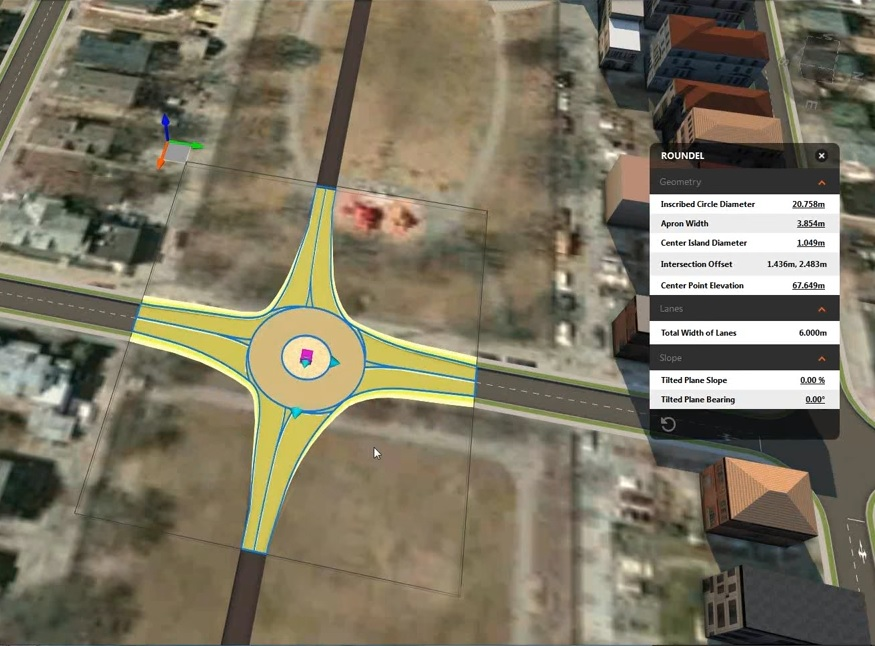 ROUNDEL
Geometry
Inscribed Circle Diameter 20.758m
Apron Width 3.854m
Center Island Diameter 1.049m
Intersection Offset 1.436m, 2.483m
Center Point Elevation 67.649m
Lanes
Total Width of Lanes 6.000m
Slope
Tilted Plane Slope 0.00 %
Tilted Plane Bearing 0.00°